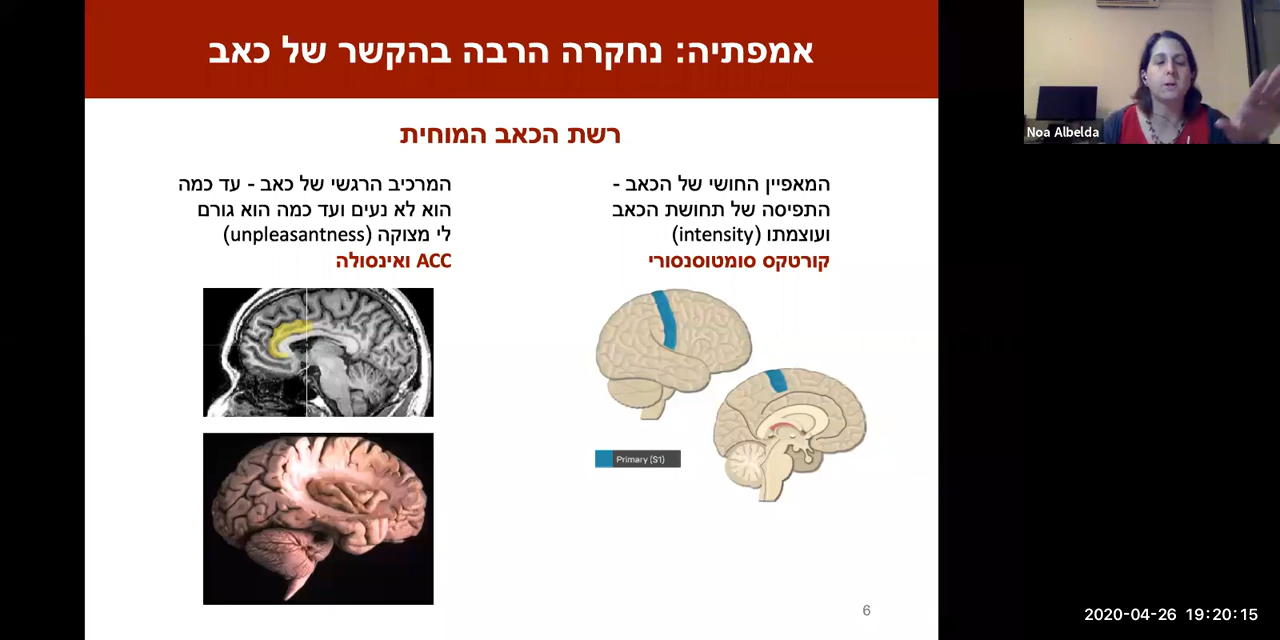 אמפתיה: נחקרה הרבה בהקשר של כאב
רשת הכאב המוחית
המאפיין החושי של הכאב -
התפיסה של תחושת הכאב
ועוצמתו (intensity)
קורטקס סומטוסנסורי
המרכיב הרגשי של כאב - עד כמה
הוא לא נעים ועד כמה הוא גורם
לי מצוקה (unpleasantness)
ACC ואינסולה
Primary (S1)
6
Noa Albelda
2020-04-26 19:20:15